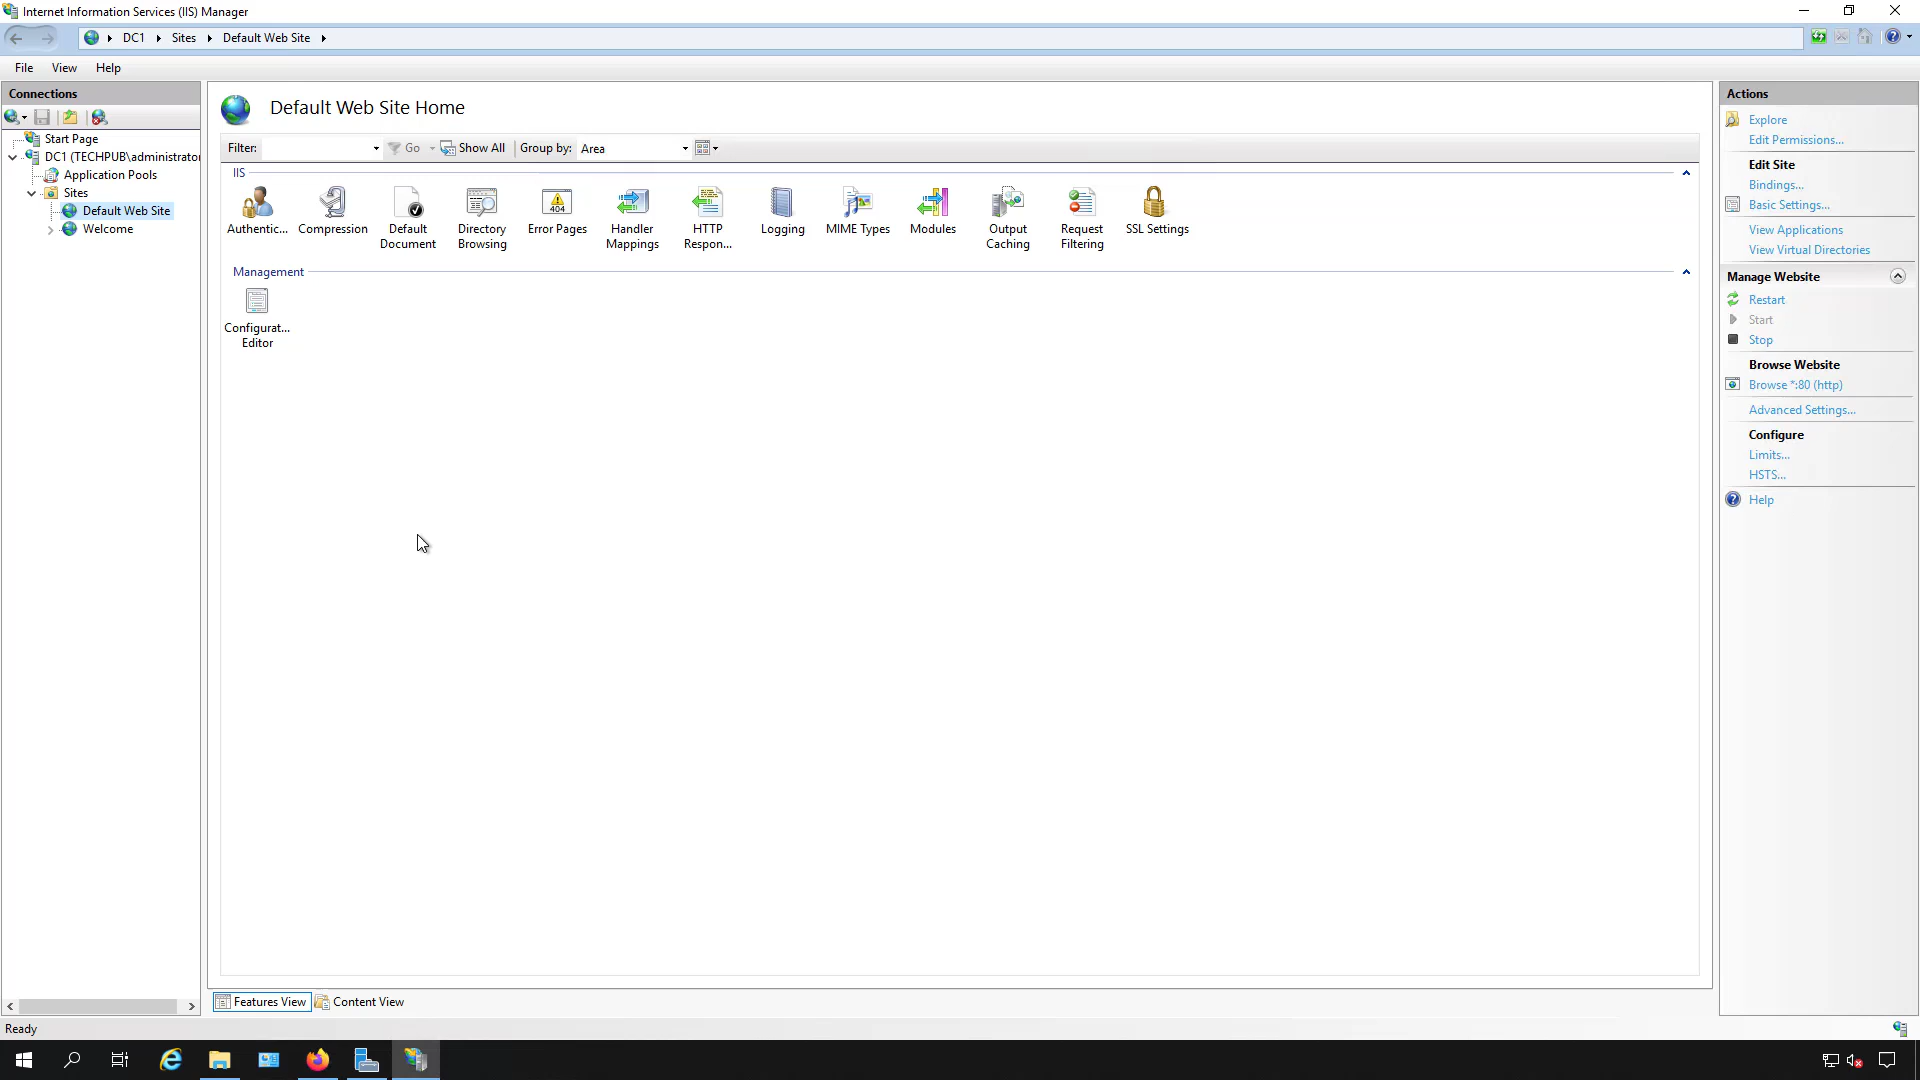 Internet Information Services (IIS) Manager
DC1 Sites Default Web Site
File View Help
Connections
Start Page
DC1 (TECHPUB\administrator
Application Pools
Sites
Default Web Site
Welcome
Default Web Site Home
Filter: Go Show All Group by: Area
IIS
Authentic...
Compression
Default
Document
Directory
Browsing
Error Pages
404
Handler
Mappings
HTTP
Respon...
Logging
MIME Types
Modules
Output
Caching
Request
Filtering
SSL Settings
Management
Configurat...
Editor
Features View Content View
Actions
Explore
Edit Permissions...
Edit Site
Bindings...
Basic Settings...
View Applications
View Virtual Directories
Manage Website
Restart
Start
Stop
Browse Website
Browse *:80 (http)
Advanced Settings...
Configure
Limits...
HSTS...
Help
Ready